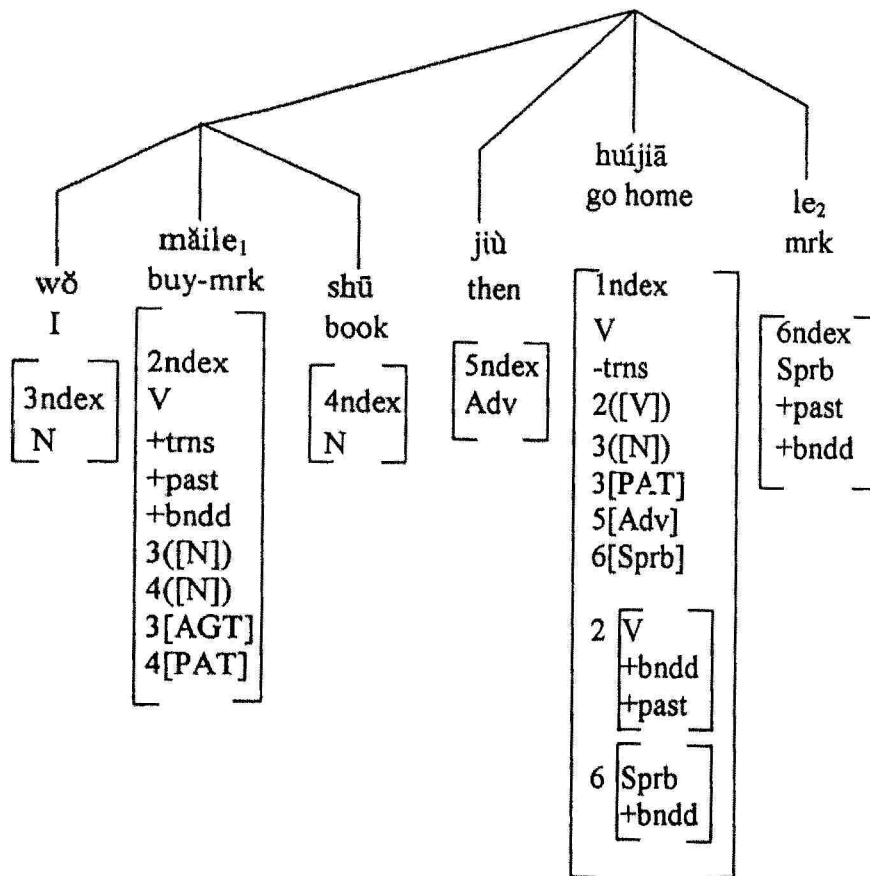 wǒ
I
3ndex
N
mǎile₁
buy-mrk
2ndex
V
+trns
+past
+bndd
3([N])
4([N])
3[AGT]
4[PAT]
shū
book
4ndex
N
jiù
then
5ndex
Adv
huíjiā
go home
1ndex
V
-trns
2([V])
3([N])
3[PAT]
5[Adv]
6[Sprb]
2 V
+bndd
+past
6 Sprb
+bndd
le₂
mrk
6ndex
Sprb
+past
+bndd